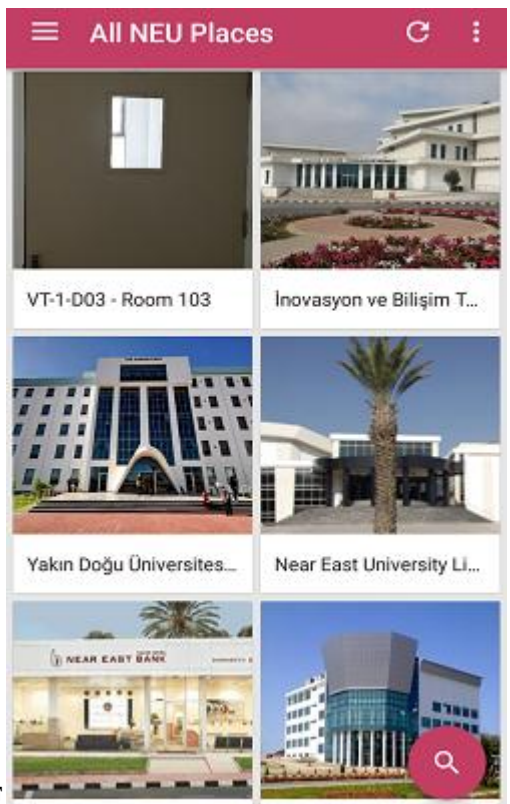 All NEU Places
VT-1-D03 - Room 103
İnovasyon ve Bilişim T...
Yakın Doğu Üniversites...
Near East University Li...
NEAR EAST BANK